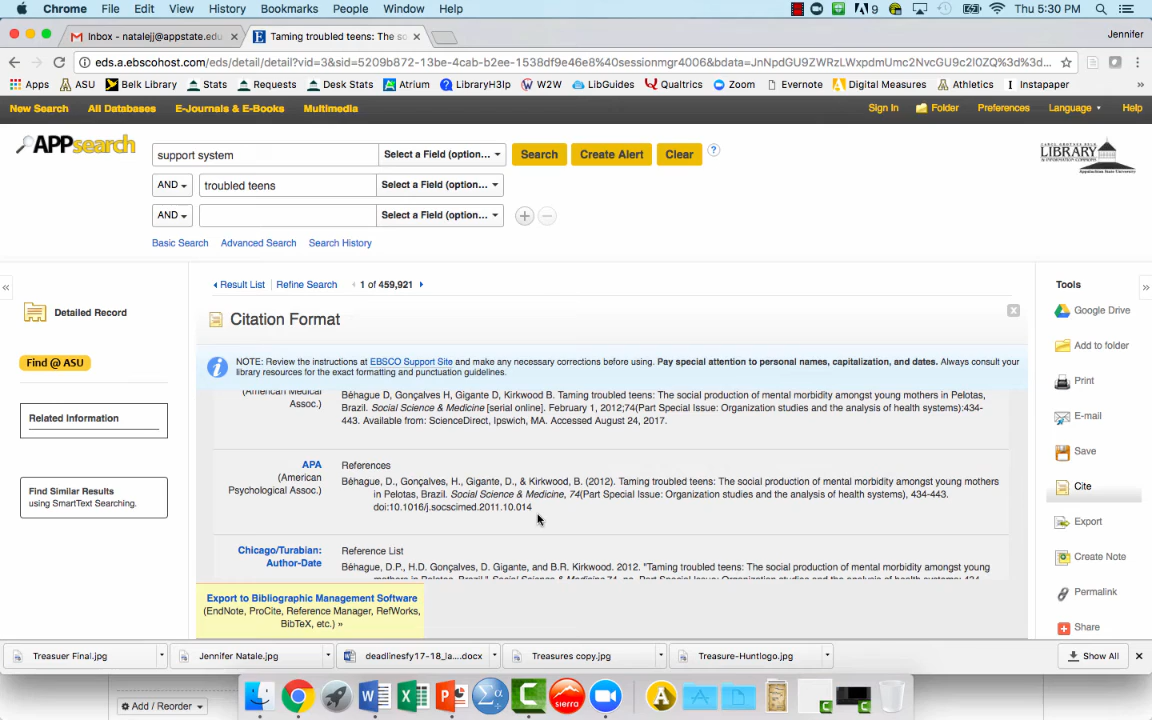 Chrome File Edit View History Bookmarks People Window Help 9 Thu 5:30 PM
Inbox - natalejj@appstate.edu Taming troubled teens: The so Jennifer
eds.a.ebscohost.com/eds/detail/detail?vid=3&sid=5209b872-13be-4cab-b2ee-1538df9e46e8%40sessionmgr4006&bdata=JnNpdGU9ZWRzLWxpdmUmc2NvcGU9c2l0ZQ%3d%3d...
Apps ASU Belk Library Stats Requests Desk Stats Atrium LibraryH3lp W2W LibGuides Qualtrics Zoom Evernote Digital Measures Athletics Instapaper »
New Search All Databases E-Journals & E-Books Multimedia Sign In Folder Preferences Language Help
APPsearch
support system Select a Field (option... Search Create Alert Clear ?
LIBRARY
AND troubled teens Select a Field (option...
AND Select a Field (option... + −
Basic Search Advanced Search Search History
« Result List Refine Search 1 of 459,921 Tools »
Detailed Record
Citation Format
Google Drive
Find @ ASU
NOTE: Review the instructions at EBSCO Support Site and make any necessary corrections before using. Pay special attention to personal names, capitalization, and dates. Always consult your
library resources for the exact formatting and punctuation guidelines.
Add to folder
Print
(American Medical
Assoc.)
Béhague D, Gonçalves H, Gigante D, Kirkwood B. Taming troubled teens: The social production of mental morbidity amongst young mothers in Pelotas,
Brazil. Social Science & Medicine [serial online]. February 1, 2012;74(Part Special Issue: Organization studies and the analysis of health systems):434-
443. Available from: ScienceDirect, Ipswich, MA. Accessed August 24, 2017.
Related Information
E-mail
Save
APA
(American
Psychological Assoc.)
References
Béhague, D., Gonçalves, H., Gigante, D., & Kirkwood, B. (2012). Taming troubled teens: The social production of mental morbidity amongst young mothers
in Pelotas, Brazil. Social Science & Medicine, 74(Part Special Issue: Organization studies and the analysis of health systems), 434-443.
doi:10.1016/j.socscimed.2011.10.014
Find Similar Results
using SmartText Searching.
Cite
Export
Chicago/Turabian:
Author-Date
Reference List
Béhague, D.P., H.D. Gonçalves, D. Gigante, and B.R. Kirkwood. 2012. "Taming troubled teens: The social production of mental morbidity amongst young
mothers in Pelotas, Brazil." Social Science & Medicine 74
Create Note
Permalink
Share
Export to Bibliographic Management Software
(EndNote, ProCite, Reference Manager, RefWorks,
BibTeX, etc.) »
Treasuer Final.jpg Jennifer Natale.jpg deadlinesfy17-18_la....docx Treasures copy.jpg Treasure-Huntlogo.jpg Show All
sierra
Add / Reorder